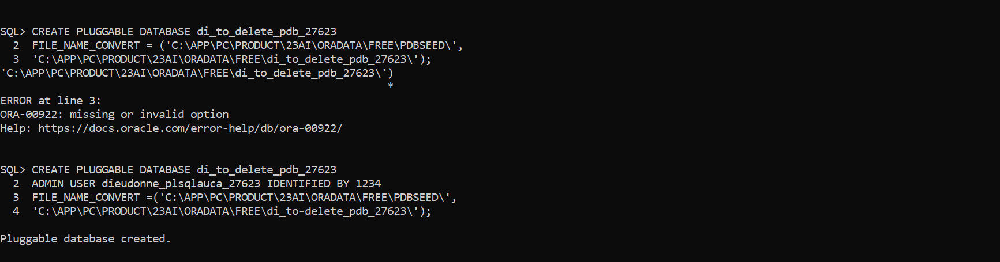 SQL> CREATE PLUGGABLE DATABASE di_to_delete_pdb_27623
  2  FILE_NAME_CONVERT = ('C:\APP\PC\PRODUCT\23AI\ORADATA\FREE\PDBSEED\',
  3  'C:\APP\PC\PRODUCT\23AI\ORADATA\FREE\di_to_delete_pdb_27623\');
'C:\APP\PC\PRODUCT\23AI\ORADATA\FREE\di_to_delete_pdb_27623\')
                                                             *
ERROR at line 3:
ORA-00922: missing or invalid option
Help: https://docs.oracle.com/error-help/db/ora-00922/
SQL> CREATE PLUGGABLE DATABASE di_to_delete_pdb_27623
  2  ADMIN USER dieudonne_plsqlauca_27623 IDENTIFIED BY 1234
  3  FILE_NAME_CONVERT =('C:\APP\PC\PRODUCT\23AI\ORADATA\FREE\PDBSEED\',
  4  'C:\APP\PC\PRODUCT\23AI\ORADATA\FREE\di_to-delete_pdb_27623\');
Pluggable database created.